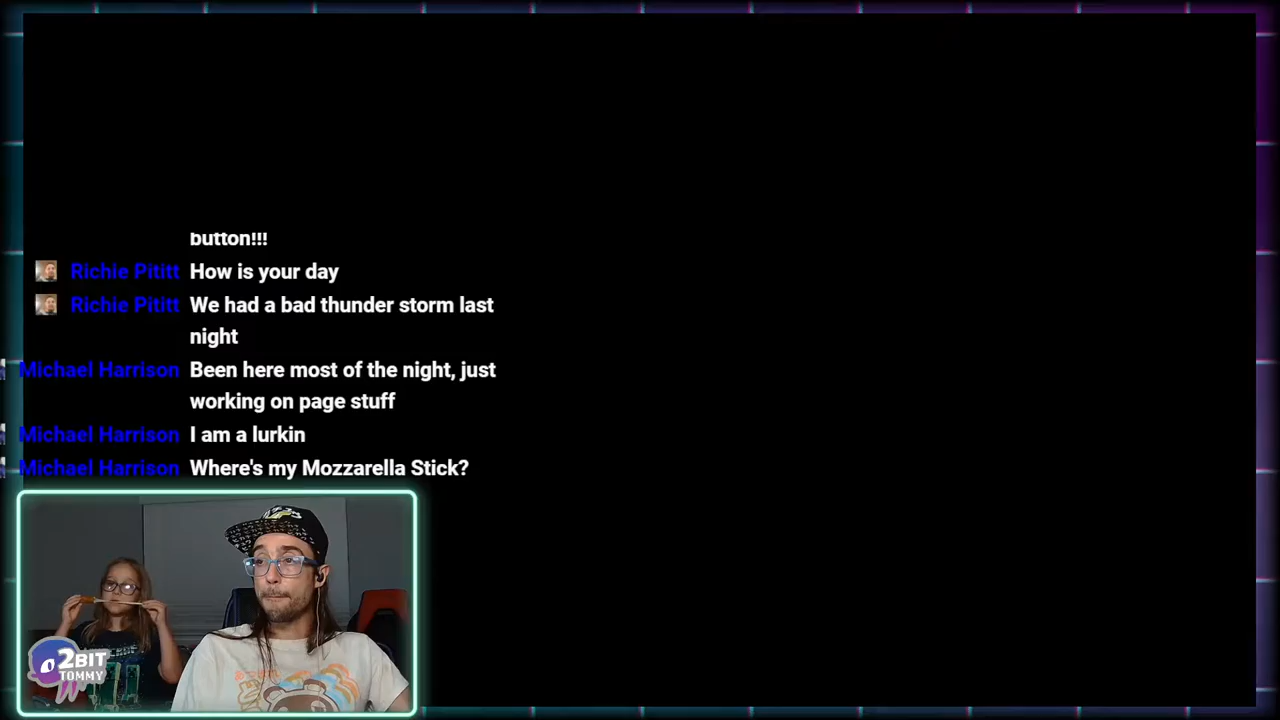 button!!!
Richie Pititt How is your day
Richie Pititt We had a bad thunder storm last
night
Michael Harrison Been here most of the night, just
working on page stuff
Michael Harrison I am a lurkin
Michael Harrison Where's my Mozzarella Stick?
2BIT
TOMMY